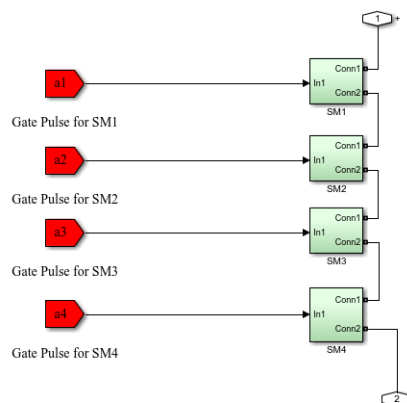 1 +
Conn1
a1
In1
Conn2
SM1
Gate Pulse for SM1
Conn1
a2
In1
Conn2
SM2
Gate Pulse for SM2
Conn1
a3
In1
Conn2
SM3
Gate Pulse for SM3
Conn1
a4
In1
Conn2
SM4
Gate Pulse for SM4
2